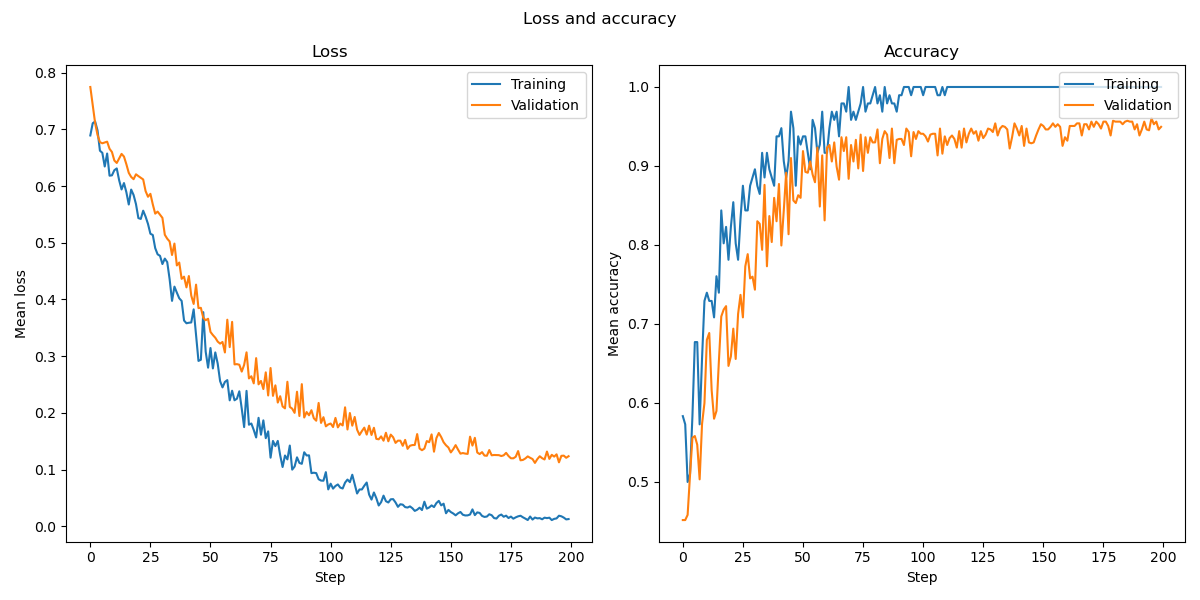 Loss and accuracy
Loss
Mean loss
0.8
0.7
0.6
0.5
0.4
0.3
0.2
0.1
0.0
Training
Validation
0 25 50 75 100 125 150 175 200
Step
Accuracy
Mean accuracy
1.0
0.9
0.8
0.7
0.6
0.5
Training
Validation
0 25 50 75 100 125 150 175 200
Step